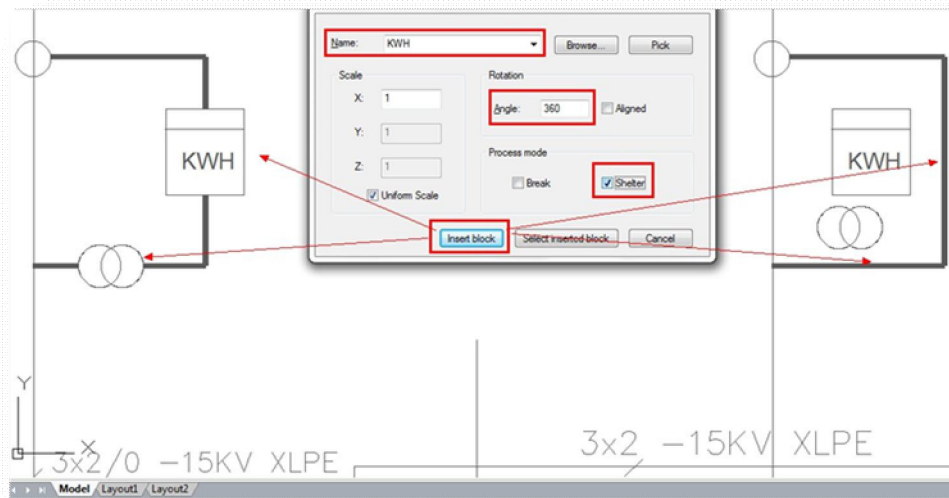 Name: KWH Browse... Pick
Scale Rotation
X: 1 Angle: 360 Aligned
Y: 1
Process mode
Z: 1
Break Shelter
Uniform Scale
Insert block Select inserted block Cancel
KWH
KWH
Y
X
3x2/0 -15KV XLPE
3x2 -15KV XLPE
Model Layout1 Layout2